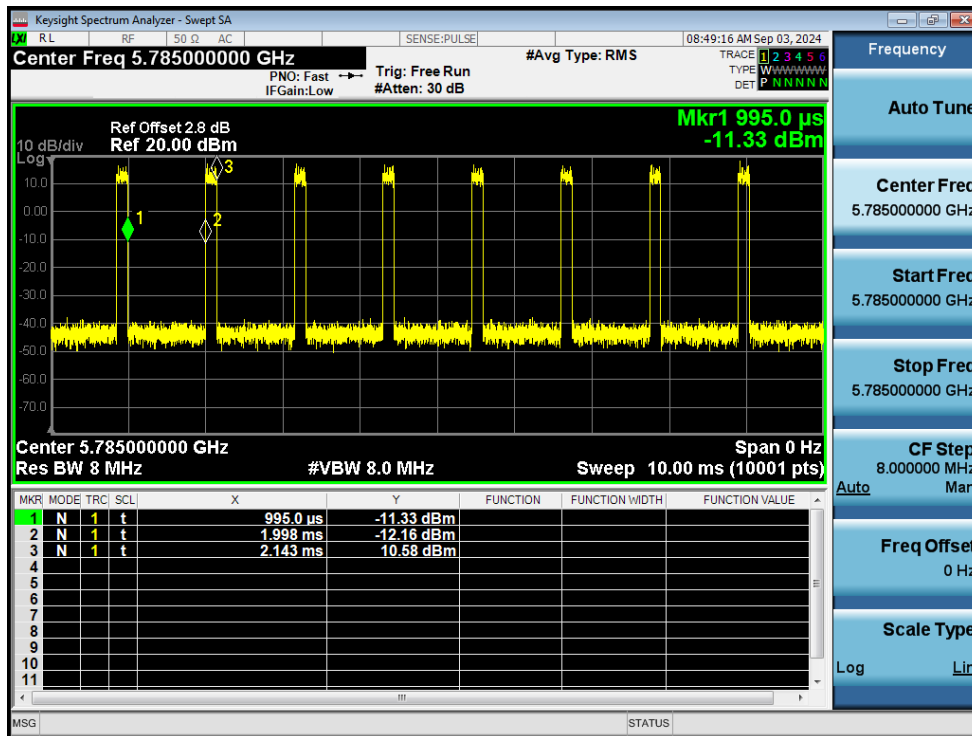 Keysight Spectrum Analyzer - Swept SA
LXI RL RF 50 Ω AC SENSE:PULSE 08:49:16 AM Sep 03, 2024
Center Freq 5.785000000 GHz
PNO: Fast
IFGain:Low
Trig: Free Run
#Atten: 30 dB
#Avg Type: RMS
TRACE 1 2 3 4 5 6
TYPE WWWWWW
DET P N N N N N
Frequency
Mkr1 995.0 µs
-11.33 dBm
Ref Offset 2.8 dB
10 dB/div Ref 20.00 dBm
Log
10.0
0.00
-10.0
-20.0
-30.0
-40.0
-50.0
-60.0
-70.0
1
2
3
Center 5.785000000 GHz Span 0 Hz
Res BW 8 MHz #VBW 8.0 MHz Sweep 10.00 ms (10001 pts)
MKR MODE TRC SCL X Y FUNCTION FUNCTION WIDTH FUNCTION VALUE
1 N 1 t 995.0 µs -11.33 dBm
2 N 1 t 1.998 ms -12.16 dBm
3 N 1 t 2.143 ms 10.58 dBm
4
5
6
7
8
9
10
11
MSG STATUS
Auto Tune
Center Freq
5.785000000 GHz
Start Freq
5.785000000 GHz
Stop Freq
5.785000000 GHz
CF Step
8.000000 MHz
Auto Man
Freq Offset
0 Hz
Scale Type
Log Lin